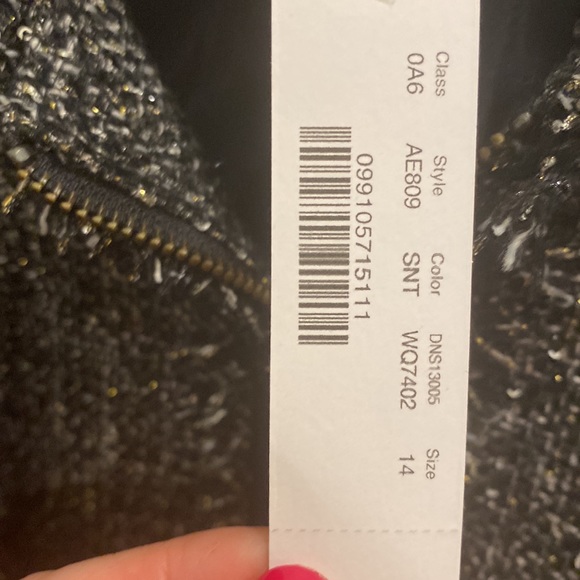 Class Style Color DNS13005 Size
0A6 AE809 SNT WQ7402 14
099105715111